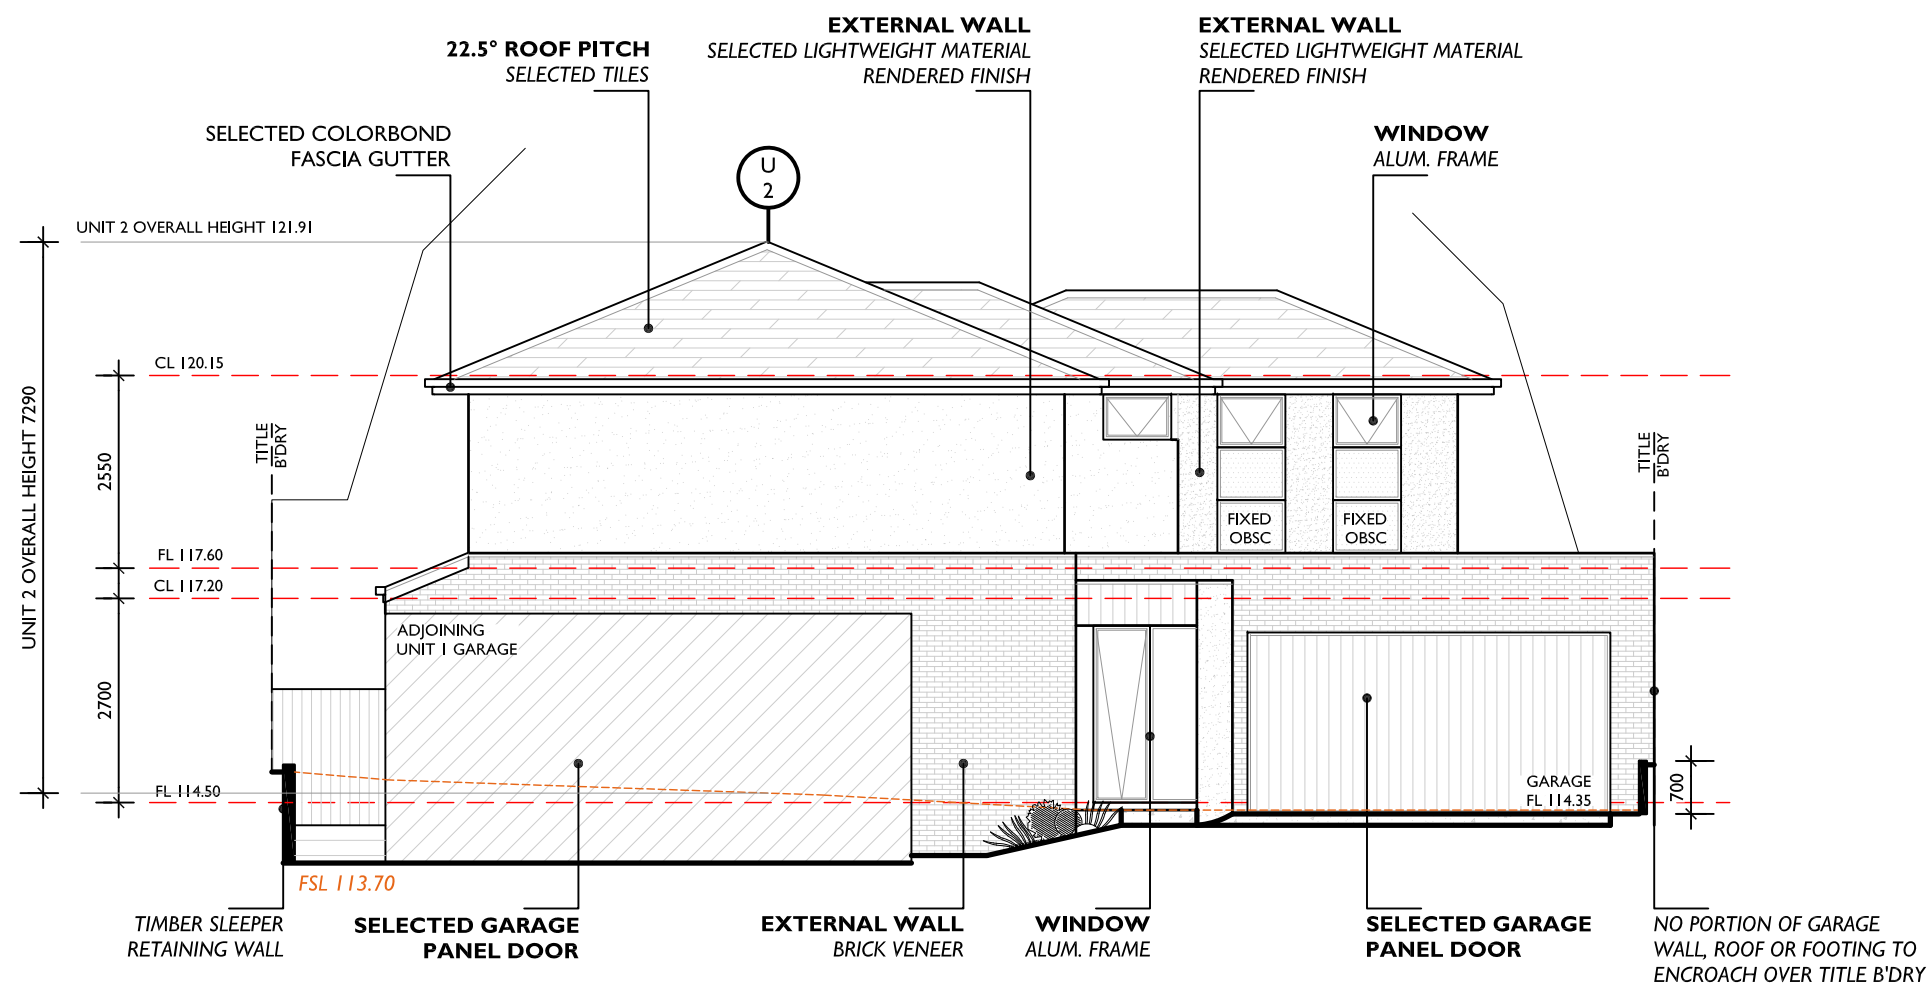 EXTERNAL WALL
SELECTED LIGHTWEIGHT MATERIAL
RENDERED FINISH
EXTERNAL WALL
SELECTED LIGHTWEIGHT MATERIAL
RENDERED FINISH
22.5° ROOF PITCH
SELECTED TILES
SELECTED COLORBOND
FASCIA GUTTER
WINDOW
ALUM. FRAME
U
2
UNIT 2 OVERALL HEIGHT 121.91
CL 120.15
UNIT 2 OVERALL HEIGHT 7290
2550
TITLE
B'DRY
TITLE
B'DRY
FIXED
OBSC
FIXED
OBSC
FL 117.60
CL 117.20
2700
ADJOINING
UNIT 1 GARAGE
FL 114.50
GARAGE
FL 114.35
700
FSL 113.70
TIMBER SLEEPER
RETAINING WALL
SELECTED GARAGE
PANEL DOOR
EXTERNAL WALL
BRICK VENEER
WINDOW
ALUM. FRAME
SELECTED GARAGE
PANEL DOOR
NO PORTION OF GARAGE
WALL, ROOF OR FOOTING TO
ENCROACH OVER TITLE B'DRY